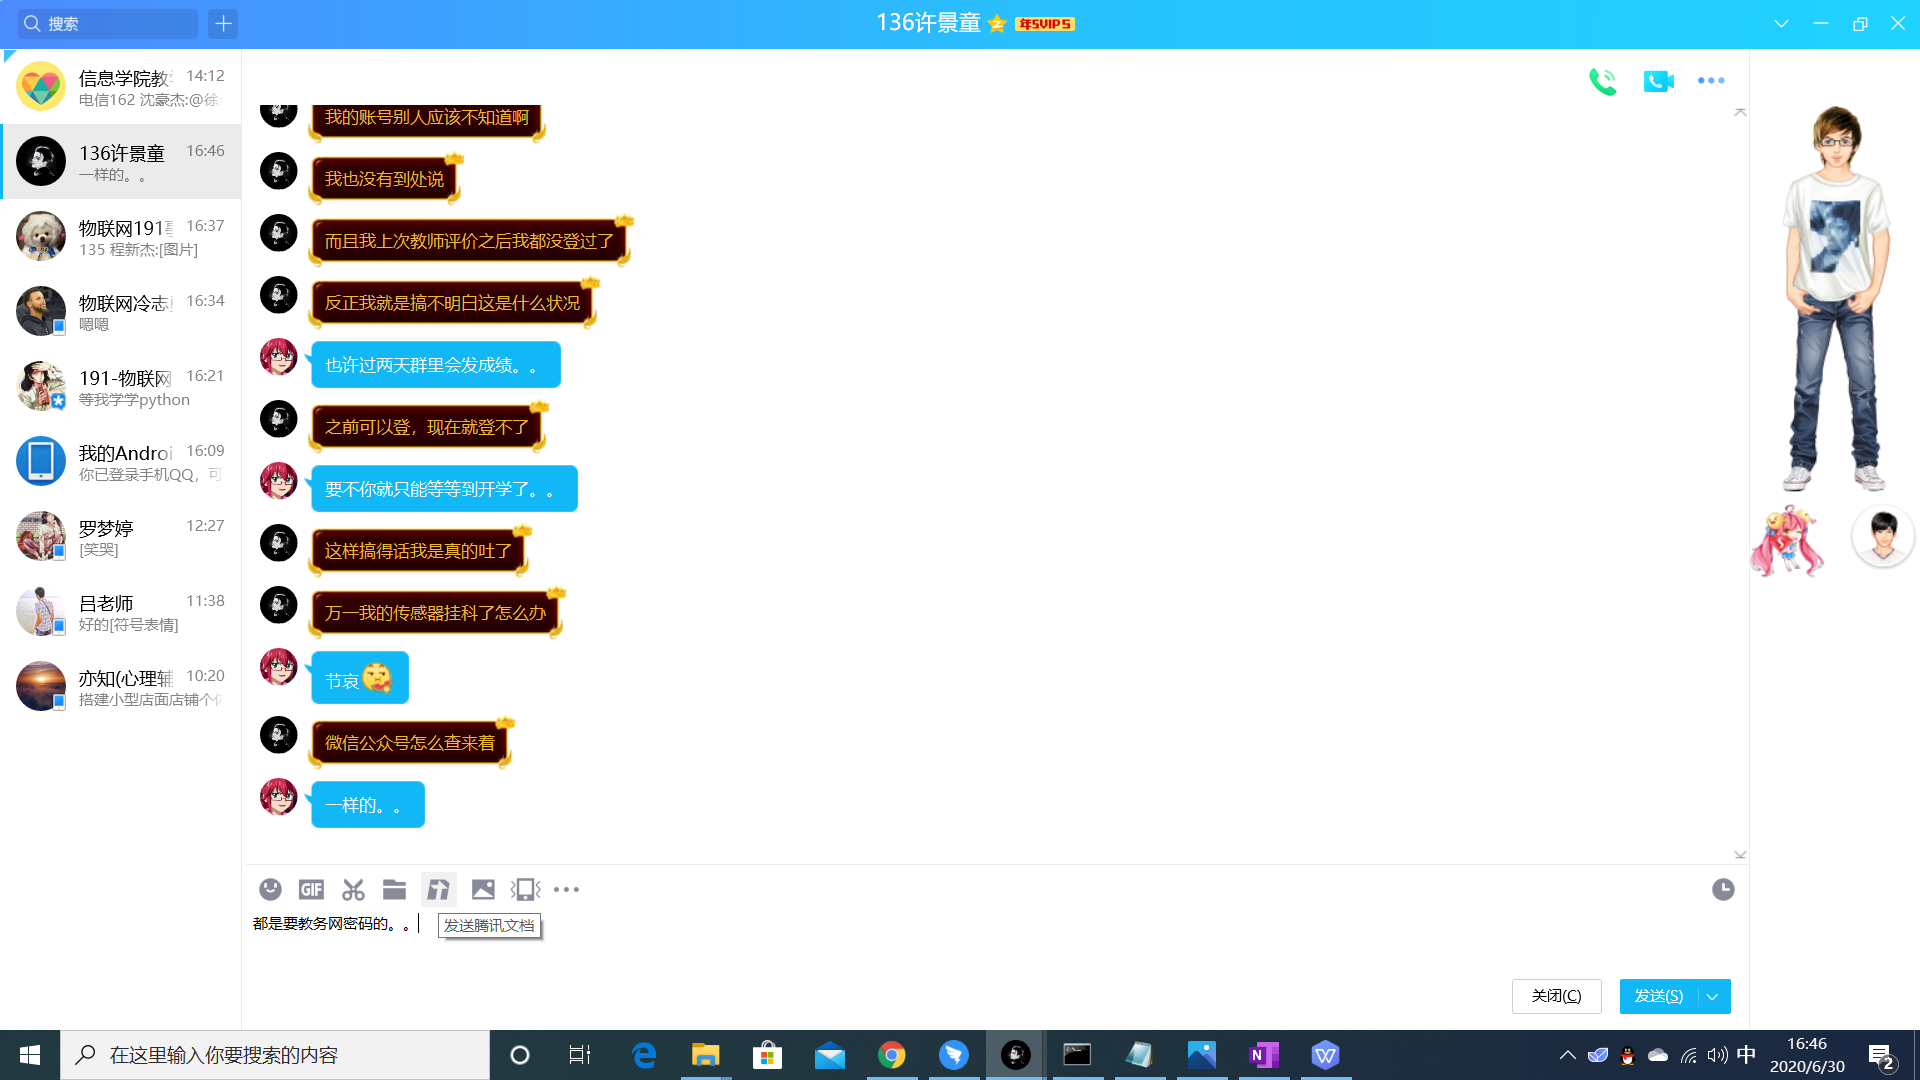 搜索
136许景童
年SVIP5
信息学院教
14:12
电信162 沈豪杰:@徐
136许景童
16:46
一样的。。
物联网191
16:37
135 程新杰:[图片]
物联网冷志
16:34
嗯嗯
191-物联网
16:21
等我学学python
我的Androi
16:09
你已登录手机QQ，可
罗梦婷
12:27
[笑哭]
吕老师
11:38
好的[符号表情]
亦知(心理辅
10:20
搭建小型店面店铺个
我的账号别人应该不知道啊
我也没有到处说
而且我上次教师评价之后我都没登过了
反正我就是搞不明白这是什么状况
也许过两天群里会发成绩。。
之前可以登，现在就登不了
要不你就只能等等到开学了。。
这样搞得话我是真的吐了
万一我的传感器挂科了怎么办
节哀
微信公众号怎么查来着
一样的。。
GIF
都是要教务网密码的。。
发送腾讯文档
关闭(C)
发送(S)
在这里输入你要搜索的内容
中
16:46
2020/6/30
2